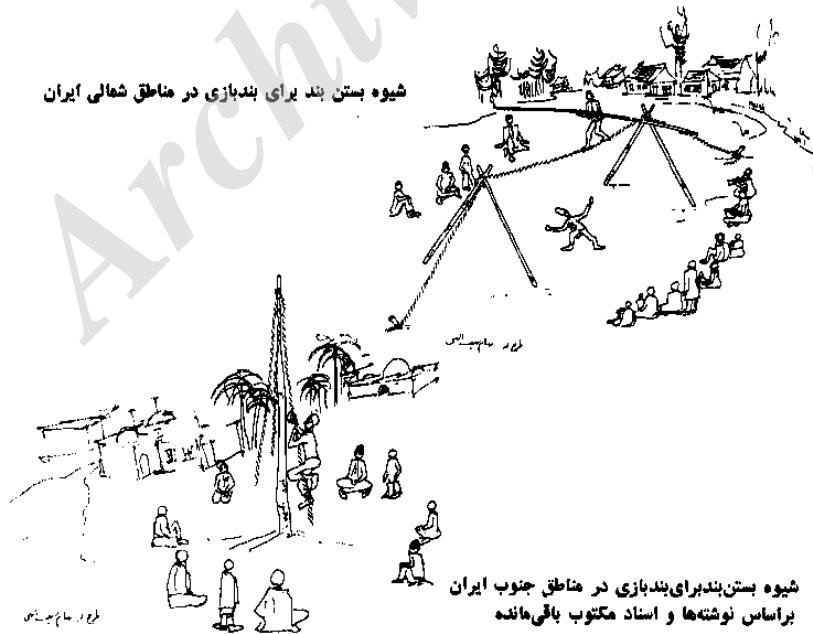 شیوه بستن بند برای بندبازی در مناطق شمالی ایران
Archiv
شیوه بستن‌بندبرای‌بندبازی در مناطق جنوب ایران
براساس نوشته‌ها و اسناد مکتوب باقی‌مانده